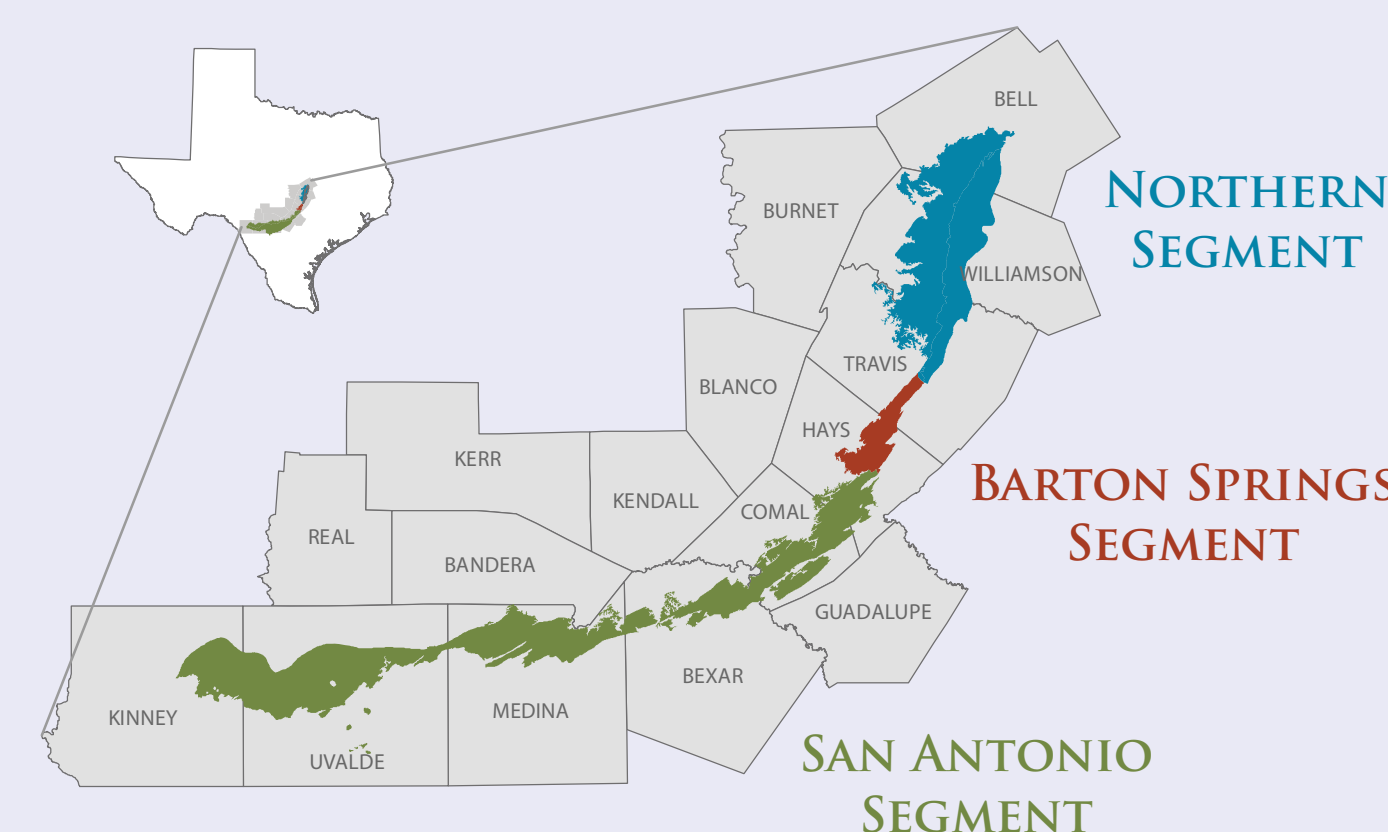 BELL
NORTHERN
SEGMENT
BURNET
WILLIAMSON
TRAVIS
BLANCO
HAYS
KERR
KENDALL
COMAL
BARTON SPRINGS
SEGMENT
REAL
BANDERA
GUADALUPE
BEXAR
KINNEY
MEDINA
UVALDE
SAN ANTONIO
SEGMENT